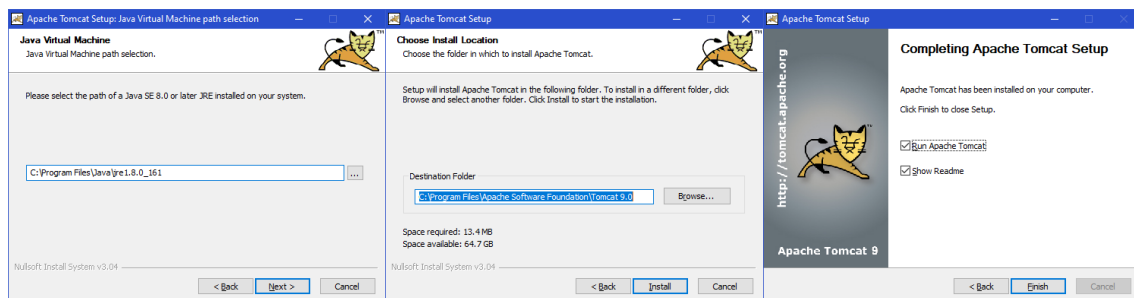 Apache Tomcat Setup: Java Virtual Machine path selection
Java Virtual Machine
Java Virtual Machine path selection.
TM
Please select the path of a Java SE 8.0 or later JRE installed on your system.
C:\Program Files\Java\jre1.8.0_161
...
Nullsoft Install System v3.04
< Back
Next >
Cancel
Apache Tomcat Setup
Choose Install Location
Choose the folder in which to install Apache Tomcat.
TM
Setup will install Apache Tomcat in the following folder. To install in a different folder, click
Browse and select another folder. Click Install to start the installation.
Destination Folder
C:\Program Files\Apache Software Foundation\Tomcat 9.0
Browse...
Space required: 13.4 MB
Space available: 64.7 GB
Nullsoft Install System v3.04
< Back
Install
Cancel
Apache Tomcat Setup
http://tomcat.apache.org
TM
Apache Tomcat 9
Completing Apache Tomcat Setup
Apache Tomcat has been installed on your computer.
Click Finish to close Setup.
Run Apache Tomcat
Show Readme
< Back
Finish
Cancel